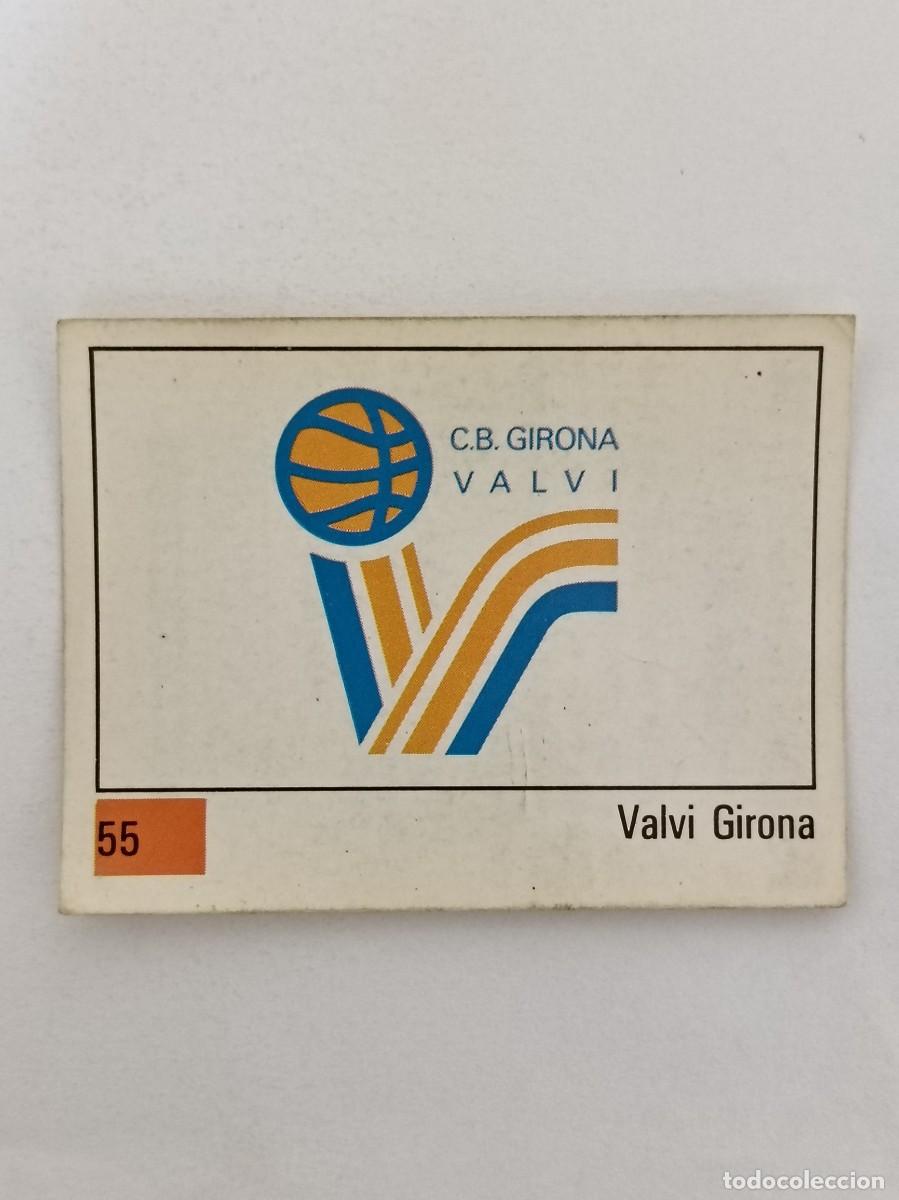 C.B. GIRONA
VALVI
55
Valvi Girona
todocoleccion